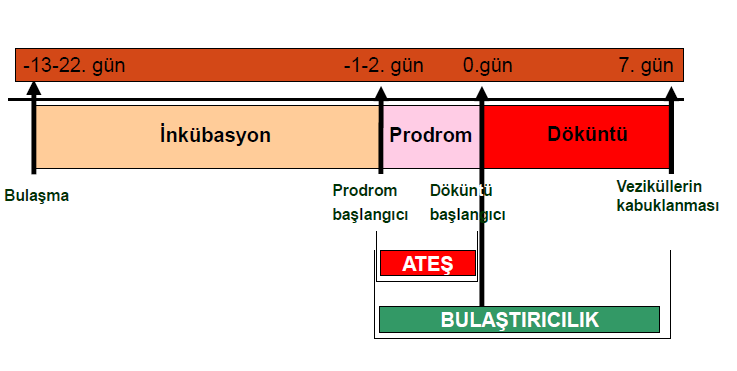 -13-22. gün -1-2. gün 0.gün 7. gün
İnkübasyon Prodrom Döküntü
Bulaşma
Prodrom
başlangıcı
Döküntü
başlangıcı
Veziküllerin
kabuklanması
ATEŞ
BULAŞTIRICILIK